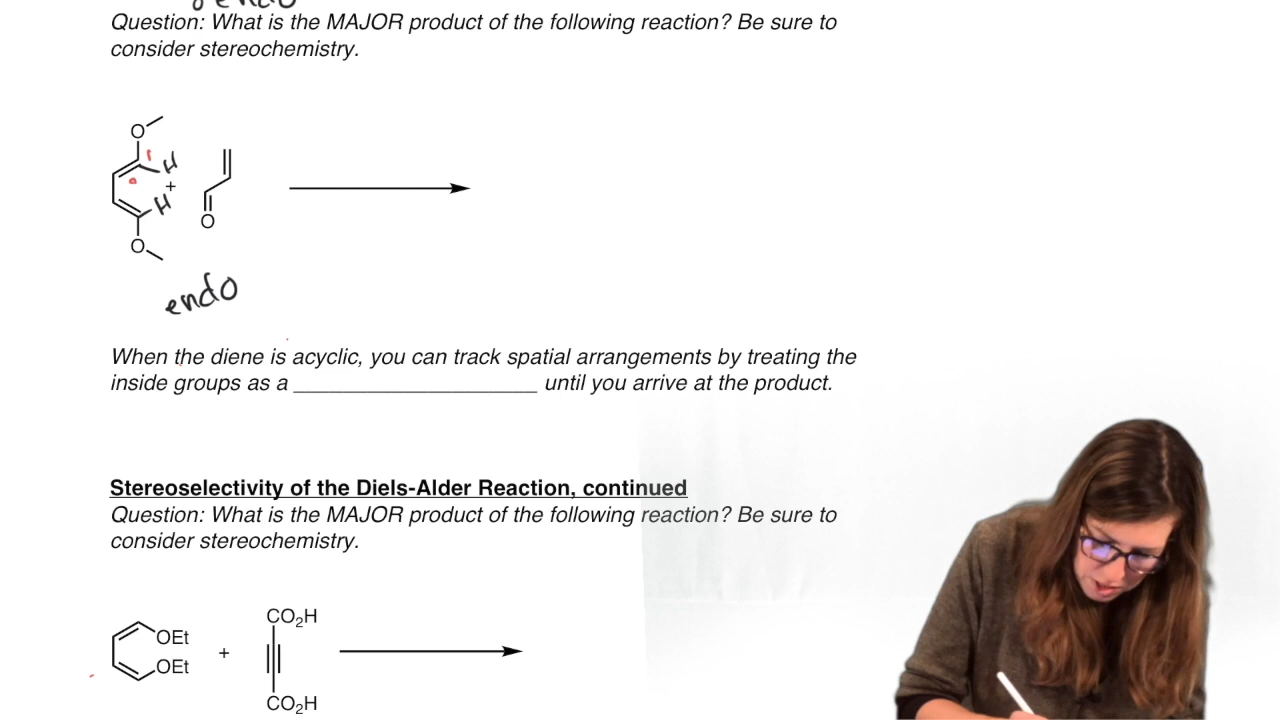 endo
Question: What is the MAJOR product of the following reaction? Be sure to
consider stereochemistry.
O
H
+
H
O
O
endo
When the diene is acyclic, you can track spatial arrangements by treating the
inside groups as a ____________________ until you arrive at the product.
Stereoselectivity of the Diels-Alder Reaction, continued
Question: What is the MAJOR product of the following reaction? Be sure to
consider stereochemistry.
CO2H
OEt
+
OEt
CO2H